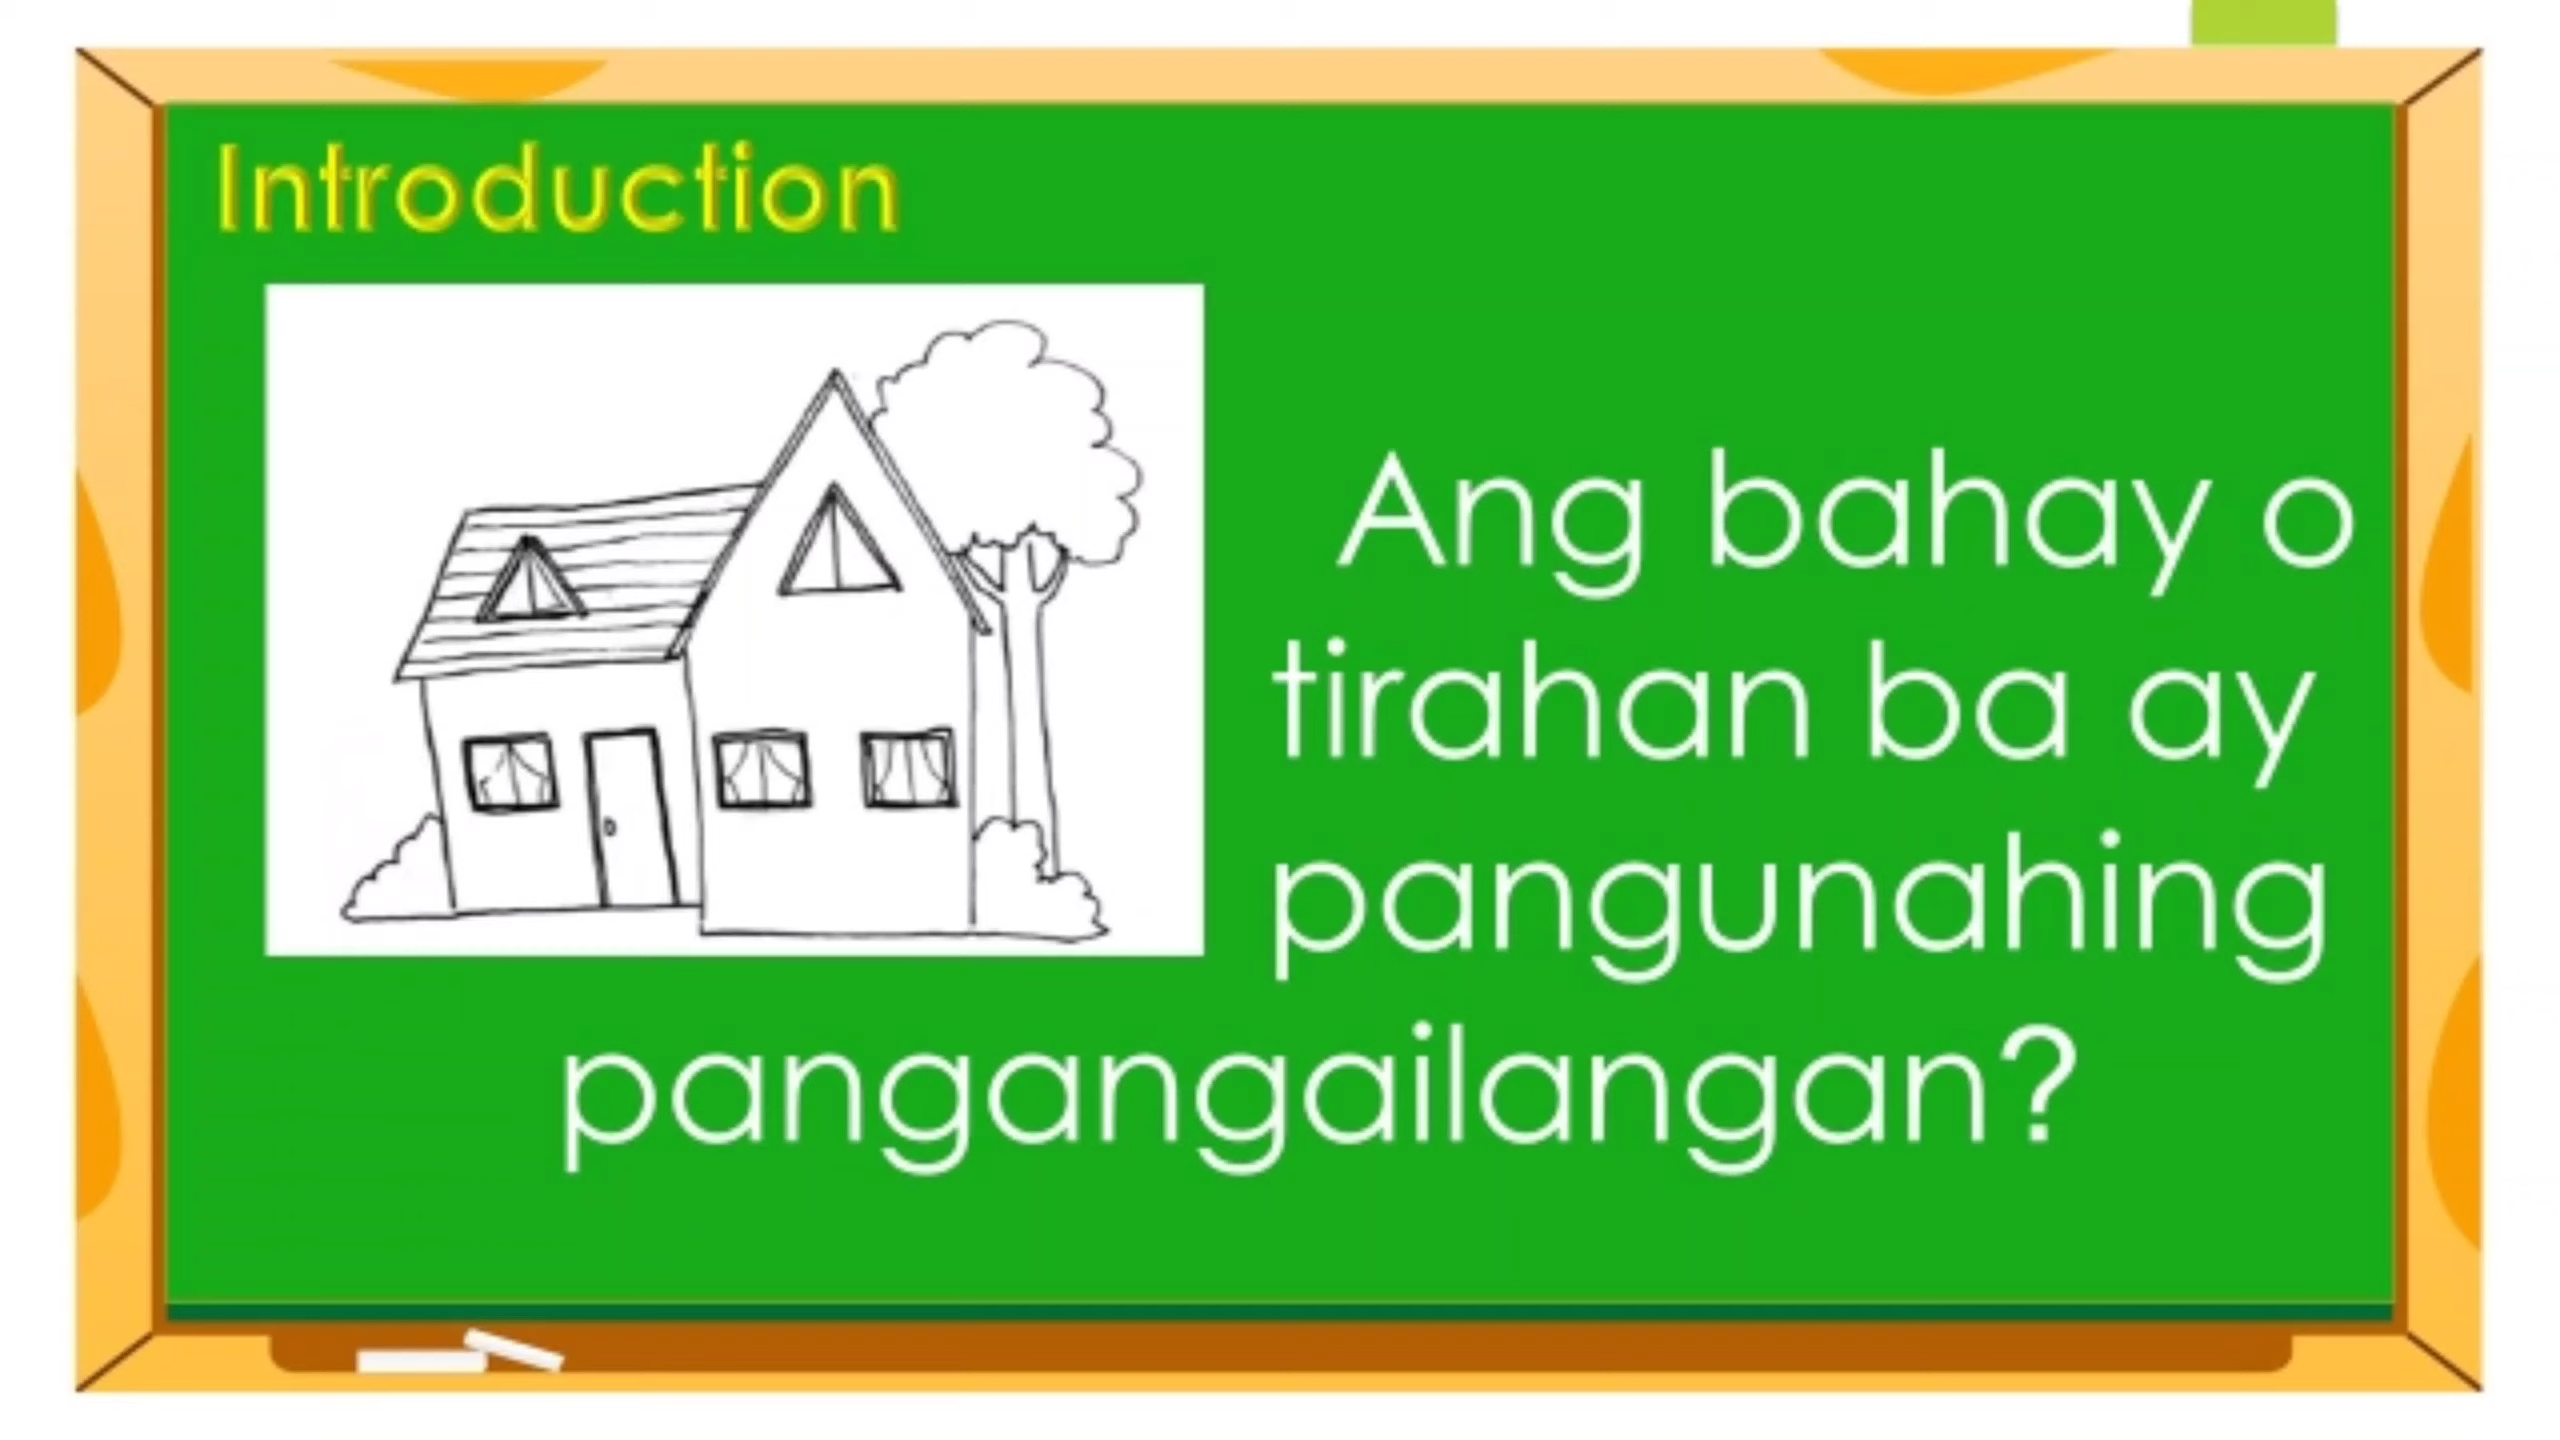 Introduction
Ang bahay o
tirahan ba ay
pangunahing
pangangailangan?